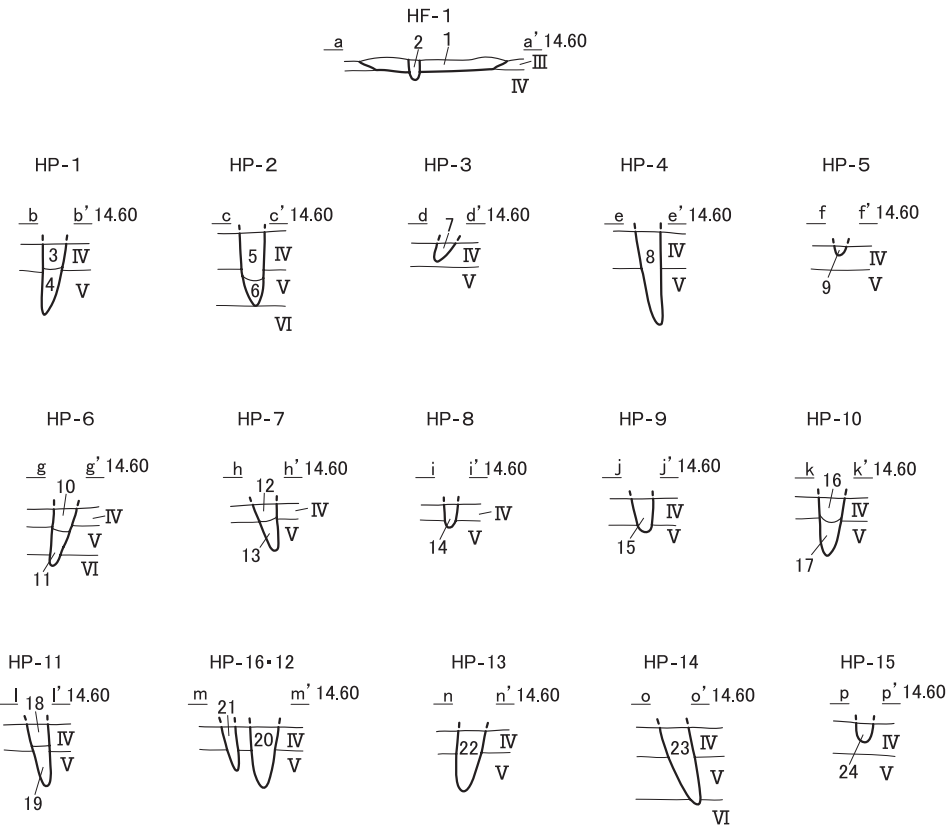 HF-1
a 2 1 a' 14.60
Ⅲ
Ⅳ
HP-1 HP-2 HP-3 HP-4 HP-5
b b' 14.60 c c' 14.60 d 7 d' 14.60 e e' 14.60 f f' 14.60
3 Ⅳ 5 Ⅳ Ⅳ 8 Ⅳ Ⅳ
4 Ⅴ 6 Ⅴ Ⅴ Ⅴ 9 Ⅴ
Ⅵ
HP-6 HP-7 HP-8 HP-9 HP-10
g g' 14.60 h h' 14.60 i i' 14.60 j j' 14.60 k k' 14.60
10 Ⅳ 12 Ⅳ Ⅳ Ⅳ 16 Ⅳ
Ⅴ 13 Ⅴ 14 Ⅴ 15 Ⅴ 17 Ⅴ
11 Ⅵ
HP-11 HP-16・12 HP-13 HP-14 HP-15
l 18 l' 14.60 m 21 m' 14.60 n n' 14.60 o o' 14.60 p p' 14.60
Ⅳ 20 Ⅳ 22 Ⅳ 23 Ⅳ Ⅳ
19 Ⅴ Ⅴ Ⅴ Ⅴ 24 Ⅴ
Ⅵ